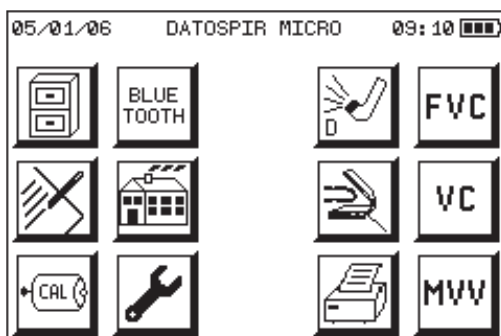 05/01/06 DATOSPIR MICRO 09:10
BLUE
TOOTH
D
FVC
VC
CAL
MVV